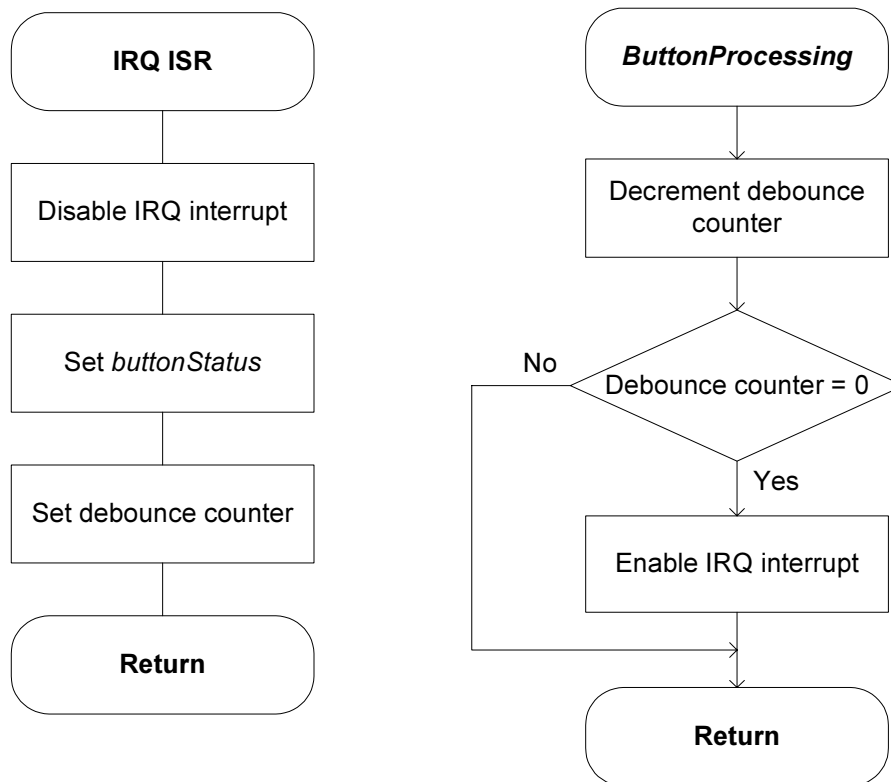 IRQ ISR
Disable IRQ interrupt
Set buttonStatus
Set debounce counter
Return
ButtonProcessing
Decrement debounce
counter
Debounce counter = 0
No
Yes
Enable IRQ interrupt
Return